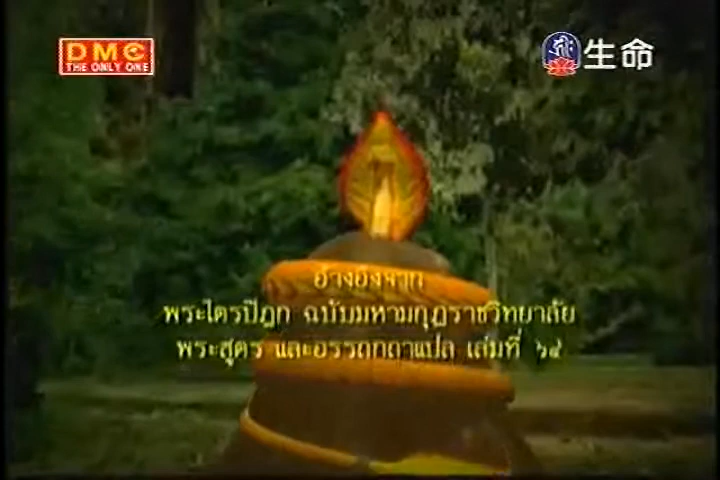 DMC
THE ONLY ONE
生命
อ้างอิงจาก
พระไตรปิฎก ฉบับมหามกุฏราชวิทยาลัย
พระสูตร และอรรถกถาแปล เล่มที่